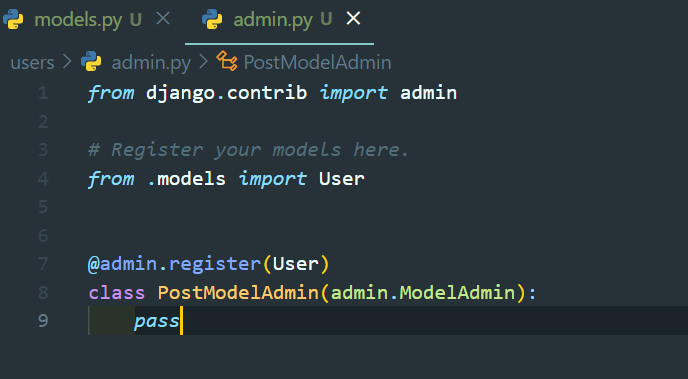 models.py U ×
admin.py U ×
users > admin.py > PostModelAdmin
1 from django.contrib import admin
2
3 # Register your models here.
4 from .models import User
5
6
7 @admin.register(User)
8 class PostModelAdmin(admin.ModelAdmin):
9 pass